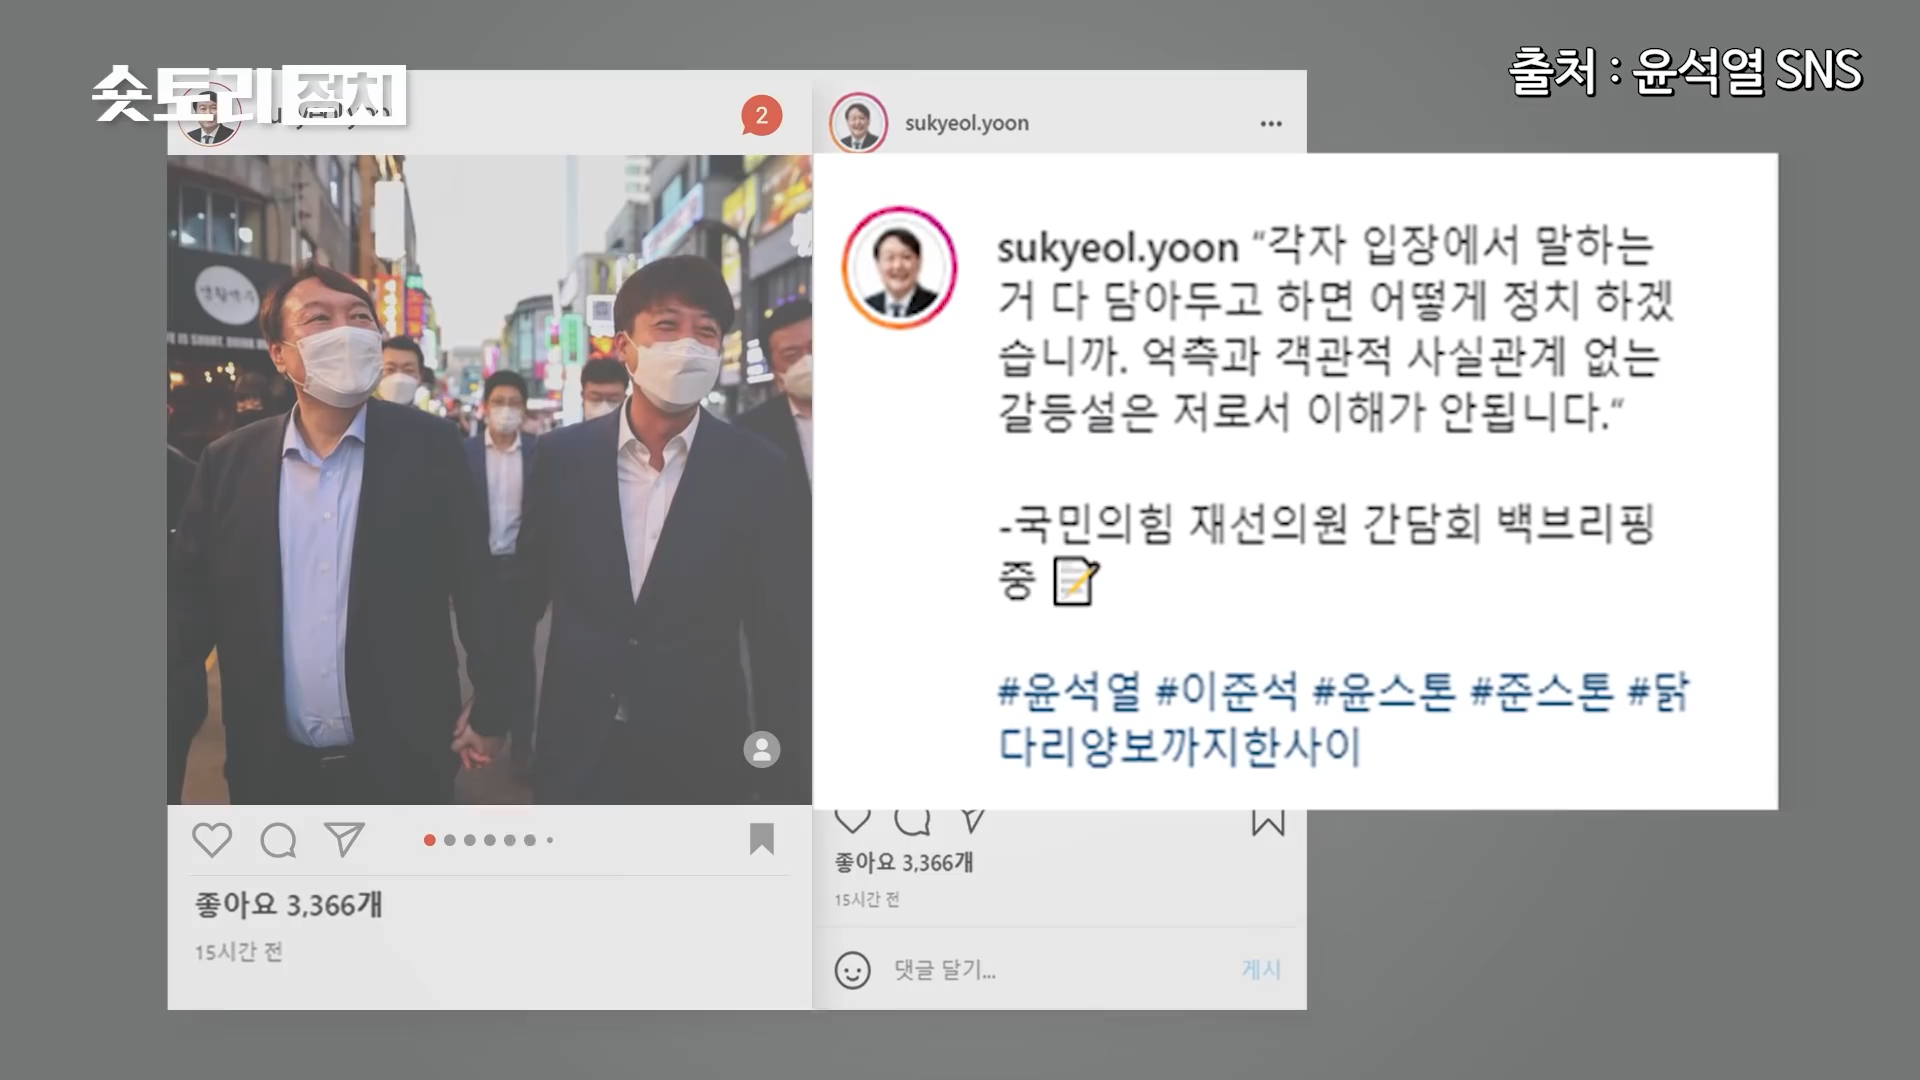 숏토리 정치
출처 : 윤석열 SNS
2
sukyeol.yoon
sukyeol.yoon “각자 입장에서 말하는
거 다 담아두고 하면 어떻게 정치 하겠
습니까. 억측과 객관적 사실관계 없는
갈등설은 저로서 이해가 안됩니다.“
-국민의힘 재선의원 간담회 백브리핑
중
#윤석열 #이준석 #윤스톤 #준스톤 #닭
다리양보까지한사이
좋아요 3,366개
15시간 전
좋아요 3,366개
15시간 전
댓글 달기...
게시